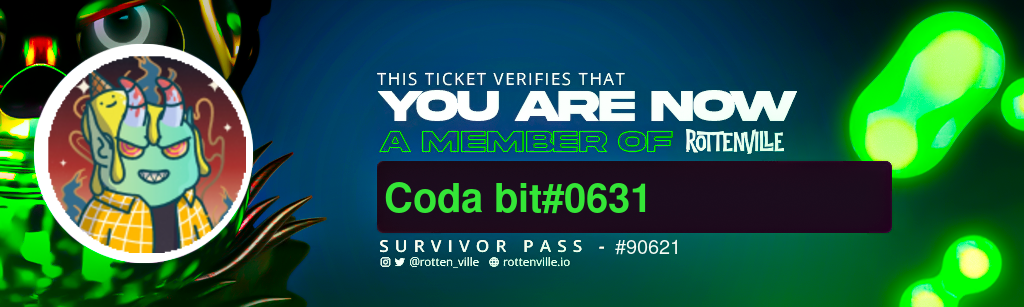 THIS TICKET VERIFIES THAT
YOU ARE NOW
A MEMBER OF ROTTENVILLE
Coda bit#0631
SURVIVOR PASS - #90621
@rotten_ville rottenville.io